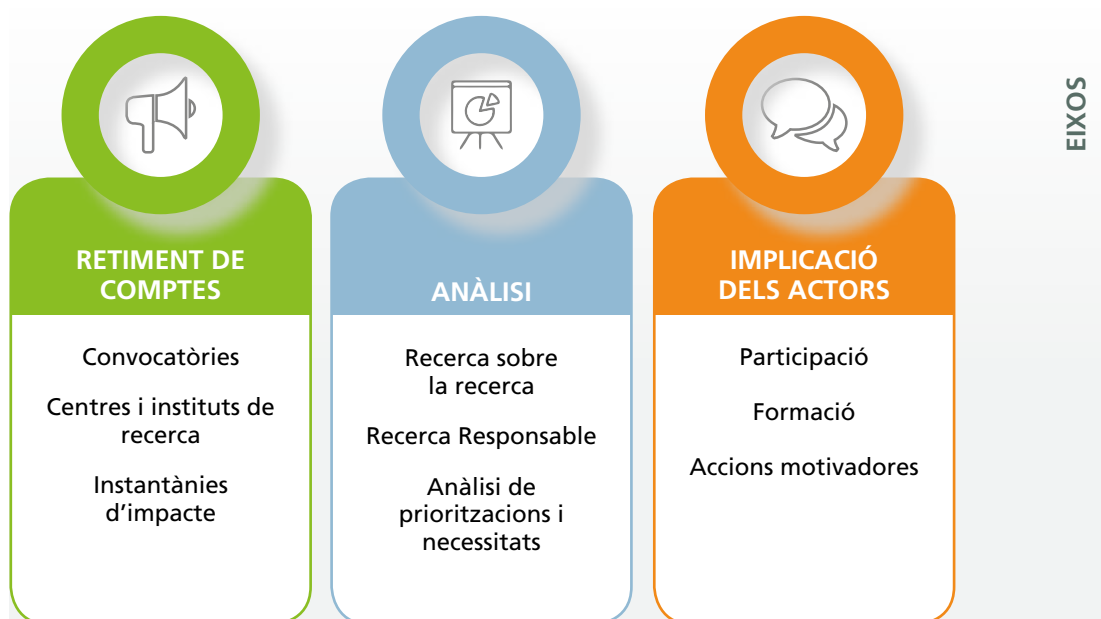 EIXOS
RETIMENT DE
COMPTES
Convocatòries
Centres i instituts de
recerca
Instantànies
d’impacte
ANÀLISI
Recerca sobre
la recerca
Recerca Responsable
Anàlisi de
prioritzacions i
necessitats
IMPLICACIÓ
DELS ACTORS
Participació
Formació
Accions motivadores